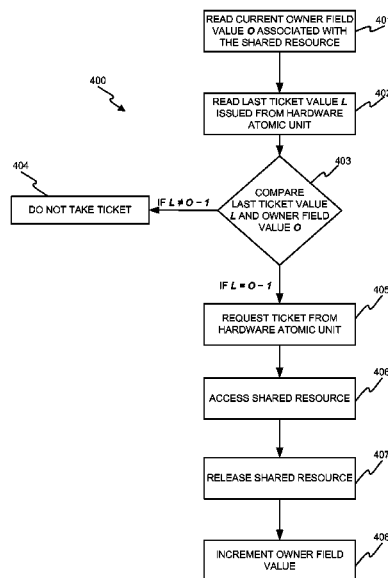 READ CURRENT OWNER FIELD
VALUE O ASSOCIATED WITH
THE SHARED RESOURCE
401
400
READ LAST TICKET VALUE L
ISSUED FROM HARDWARE
ATOMIC UNIT
402
403
404
COMPARE
LAST TICKET VALUE
L AND OWNER FIELD
VALUE O
IF L ≠ O – 1
DO NOT TAKE TICKET
IF L = O – 1
405
REQUEST TICKET FROM
HARDWARE ATOMIC UNIT
406
ACCESS SHARED RESOURCE
407
RELEASE SHARED RESOURCE
406
INCREMENT OWNER FIELD
VALUE